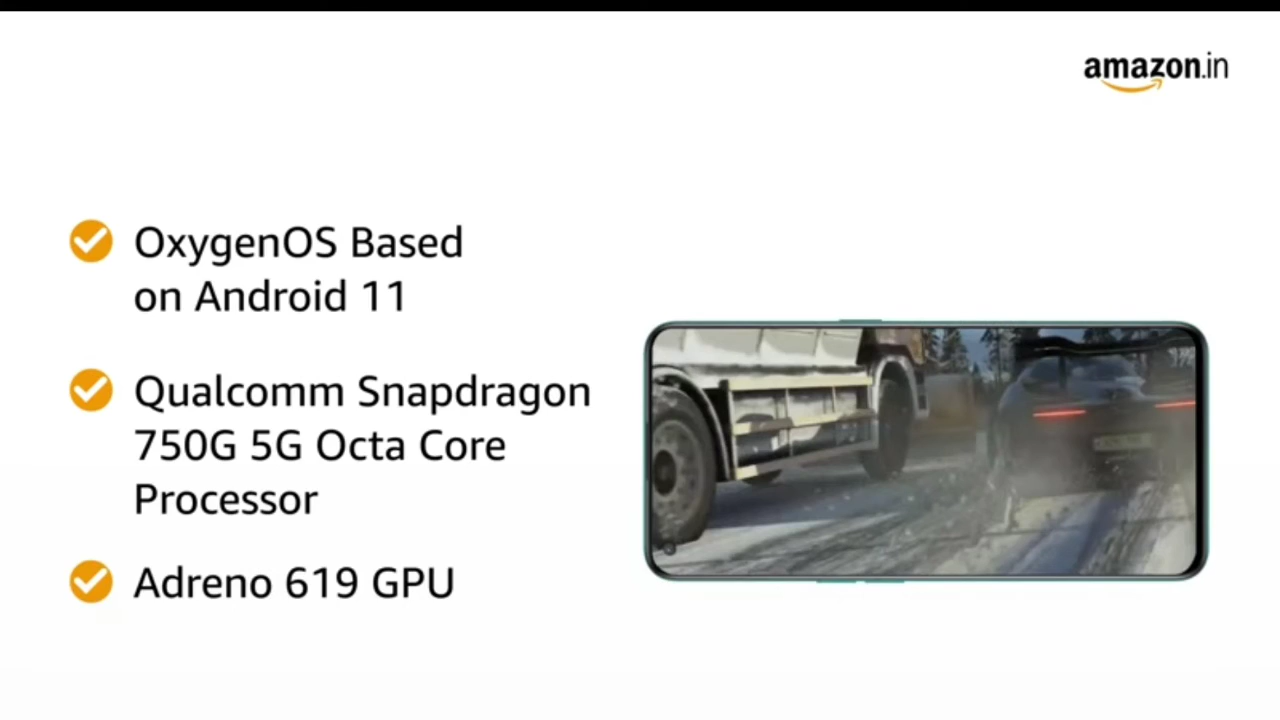 amazon.in
OxygenOS Based
on Android 11
Qualcomm Snapdragon
750G 5G Octa Core
Processor
Adreno 619 GPU